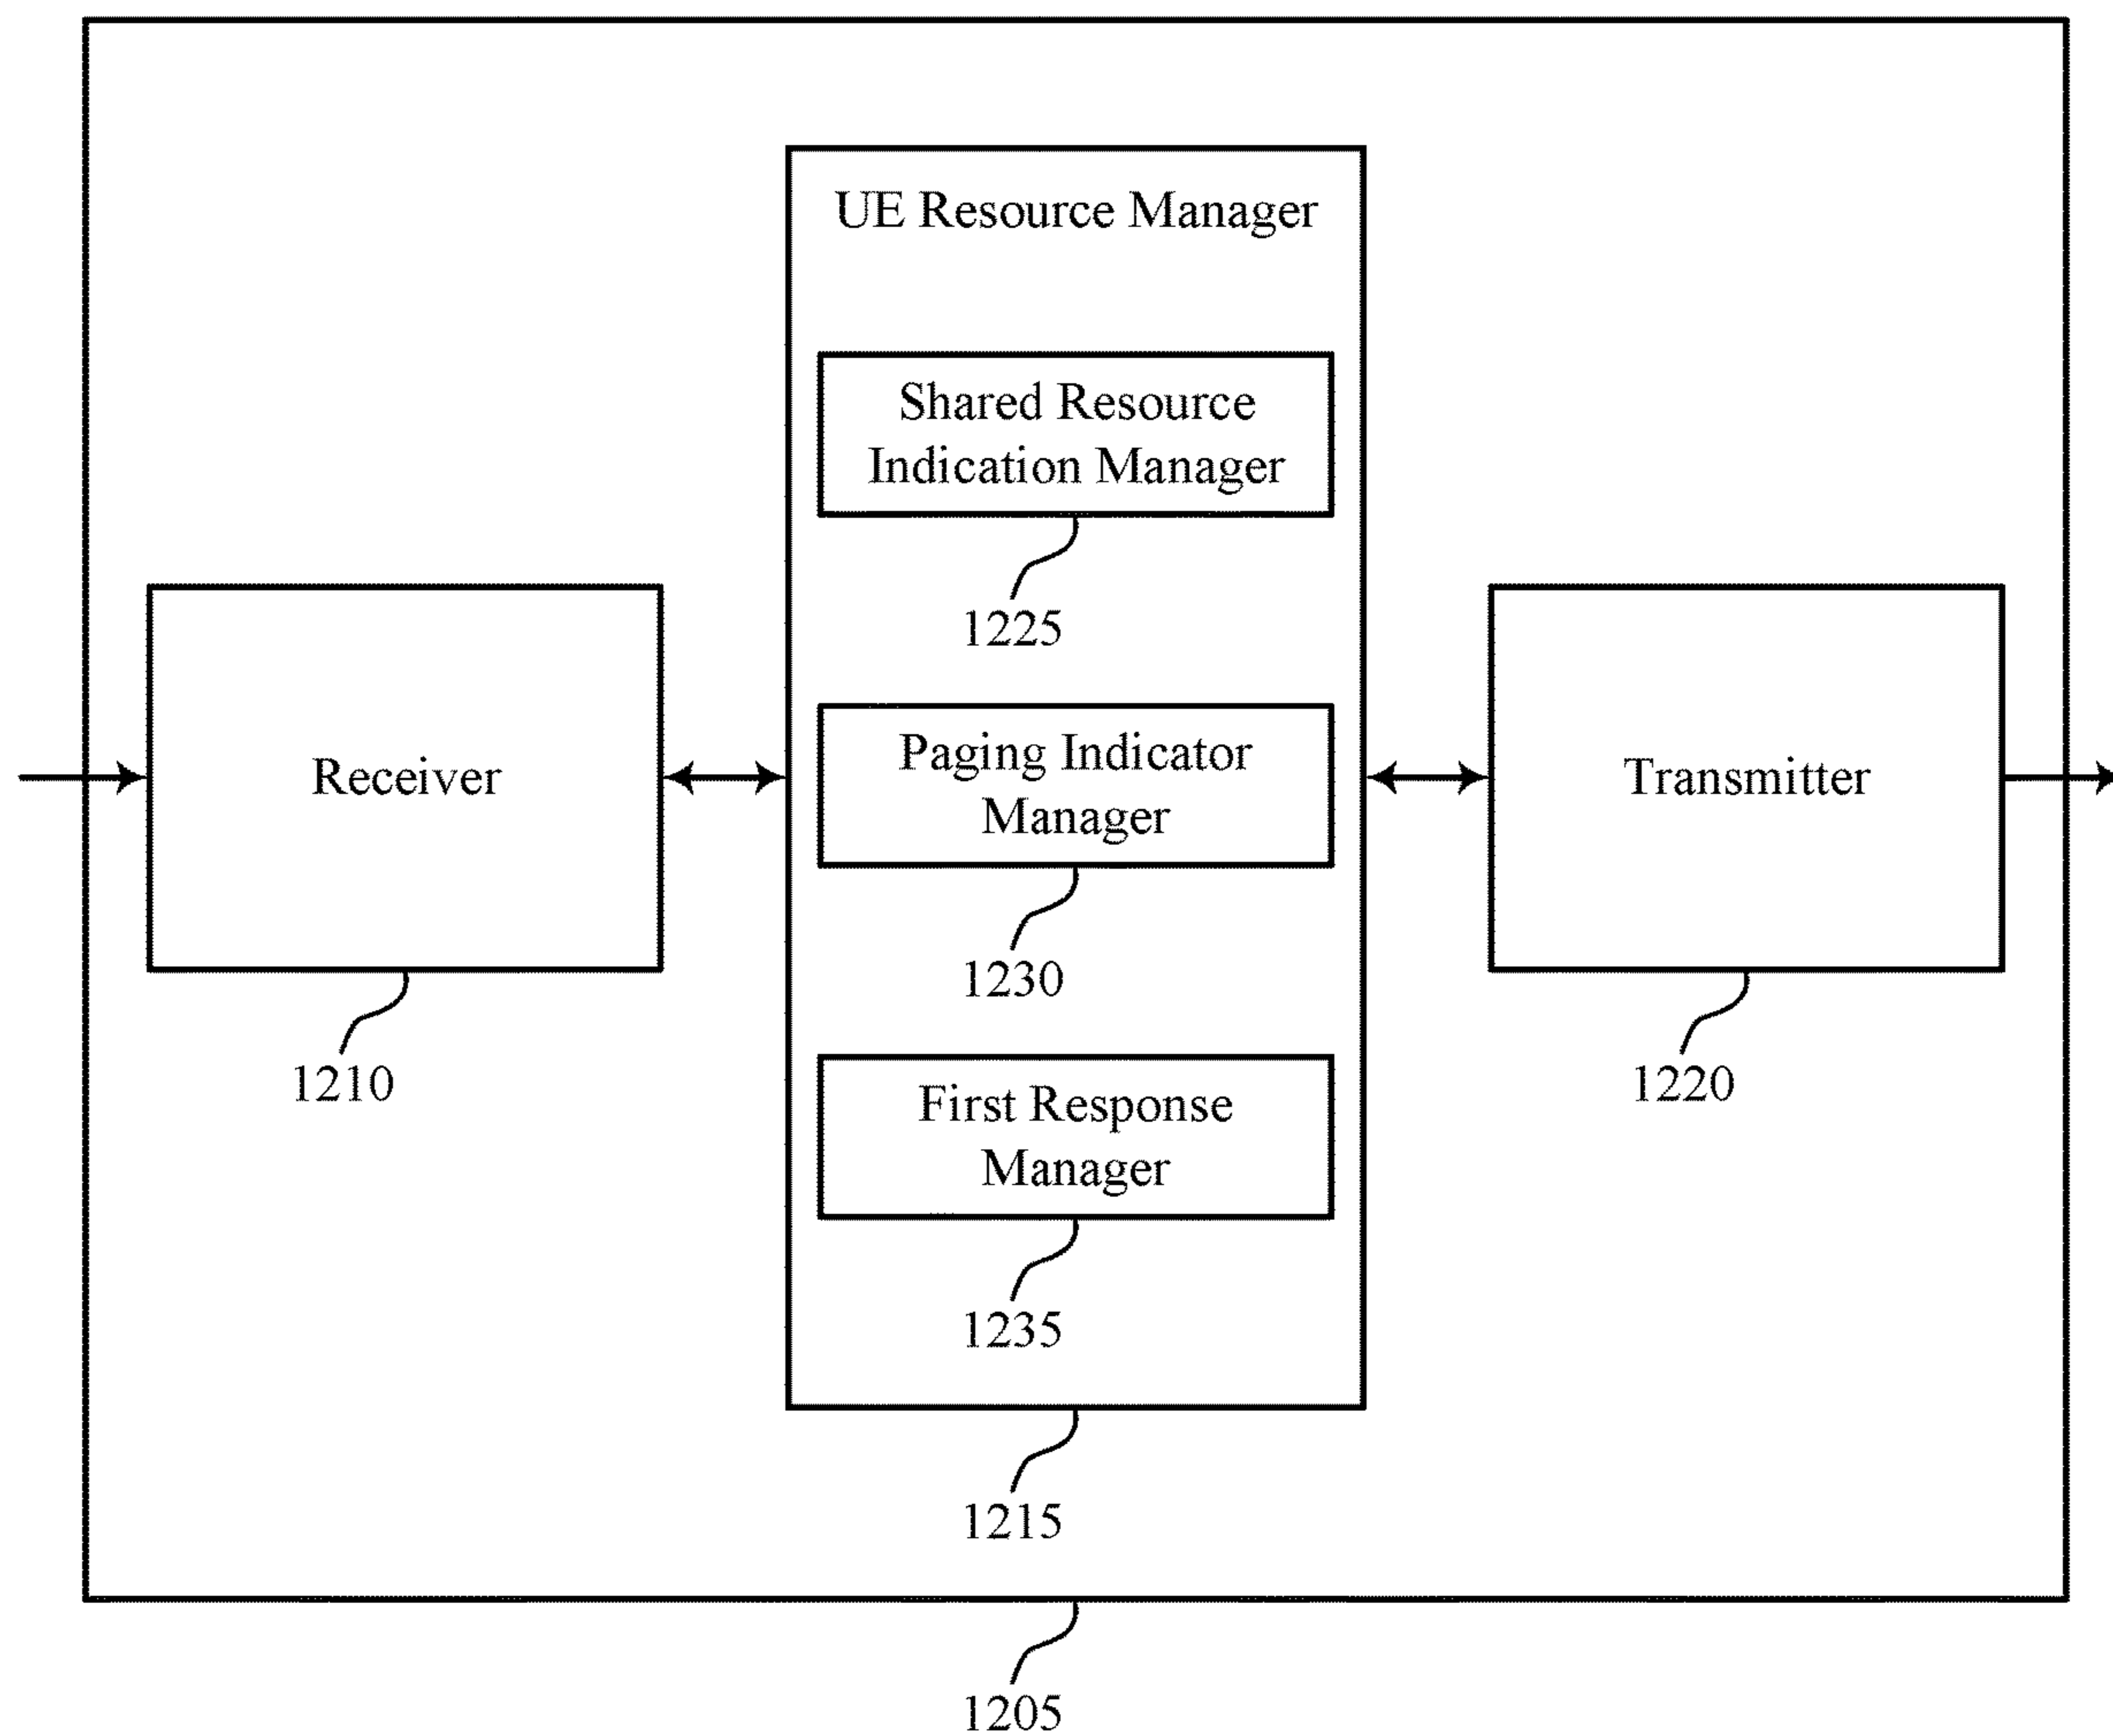 UE Resource Manager
Shared Resource
Indication Manager
1225
Receiver
1210
Paging Indicator
Manager
1230
Transmitter
1220
First Response
Manager
1235
1215
1205